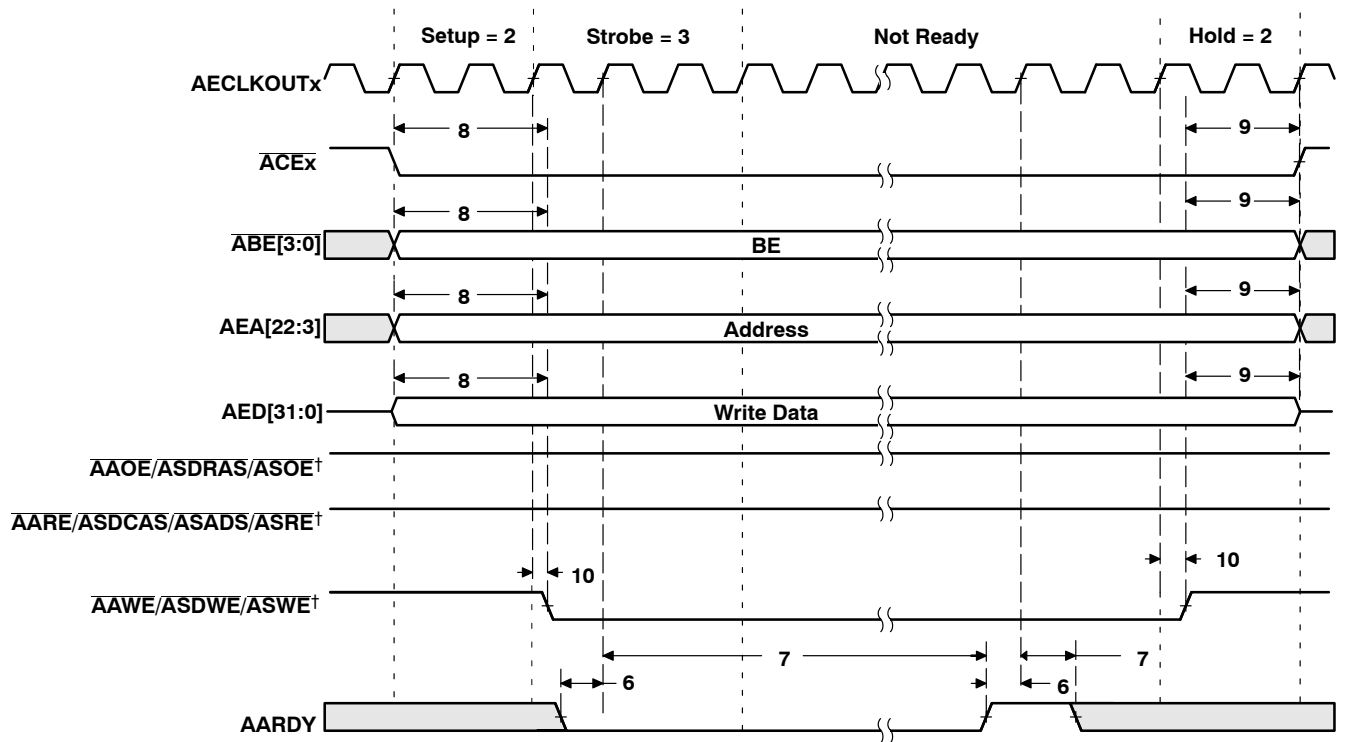 Setup = 2 Strobe = 3 Not Ready Hold = 2
AECLKOUTx
8 9
ACEx
8 9
ABE[3:0] BE
8 9
AEA[22:3] Address
8 9
AED[31:0] Write Data
AAOE/ASDRAS/ASOE†
AARE/ASDCAS/ASADS/ASRE†
10 10
AAWE/ASDWE/ASWE†
7 7
6 6
AARDY